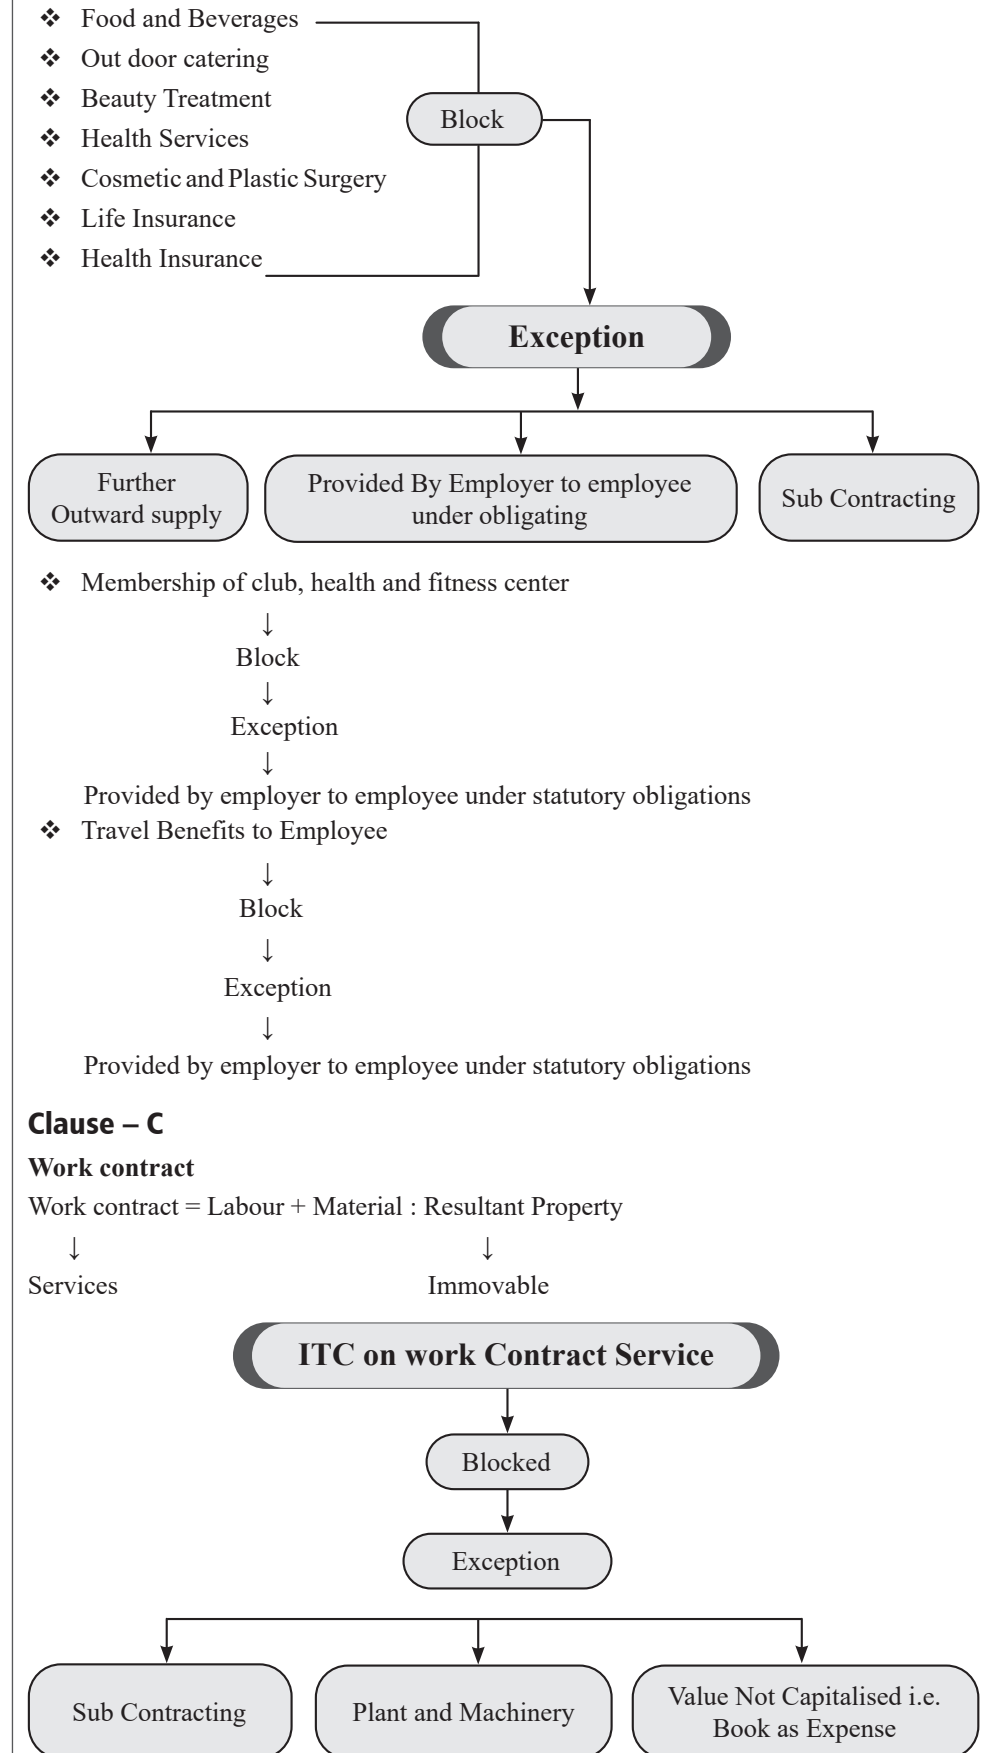 ❖ Food and Beverages
❖ Out door catering
❖ Beauty Treatment
❖ Health Services
❖ Cosmetic and Plastic Surgery
❖ Life Insurance
❖ Health Insurance
Block
Exception
Further
Outward supply
Provided By Employer to employee
under obligating
Sub Contracting
❖ Membership of club, health and fitness center
↓
Block
↓
Exception
↓
Provided by employer to employee under statutory obligations
❖ Travel Benefits to Employee
↓
Block
↓
Exception
↓
Provided by employer to employee under statutory obligations
Clause – C
Work contract
Work contract = Labour + Material : Resultant Property
↓ ↓
Services Immovable
ITC on work Contract Service
Blocked
Exception
Sub Contracting
Plant and Machinery
Value Not Capitalised i.e.
Book as Expense